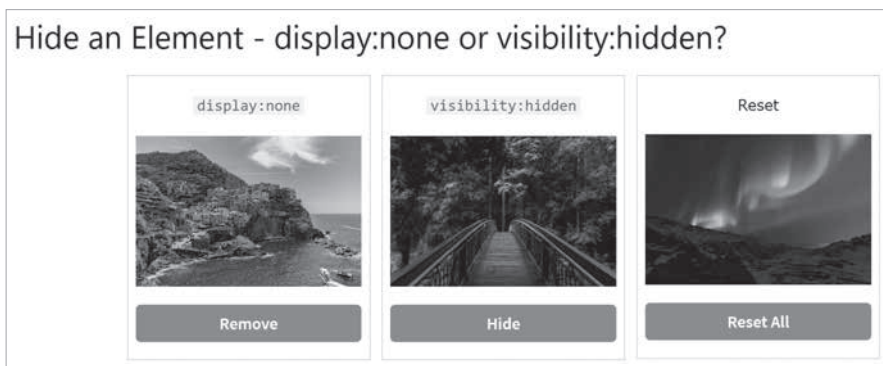 Hide an Element - display:none or visibility:hidden?
display:none
visibility:hidden
Reset
Remove
Hide
Reset All